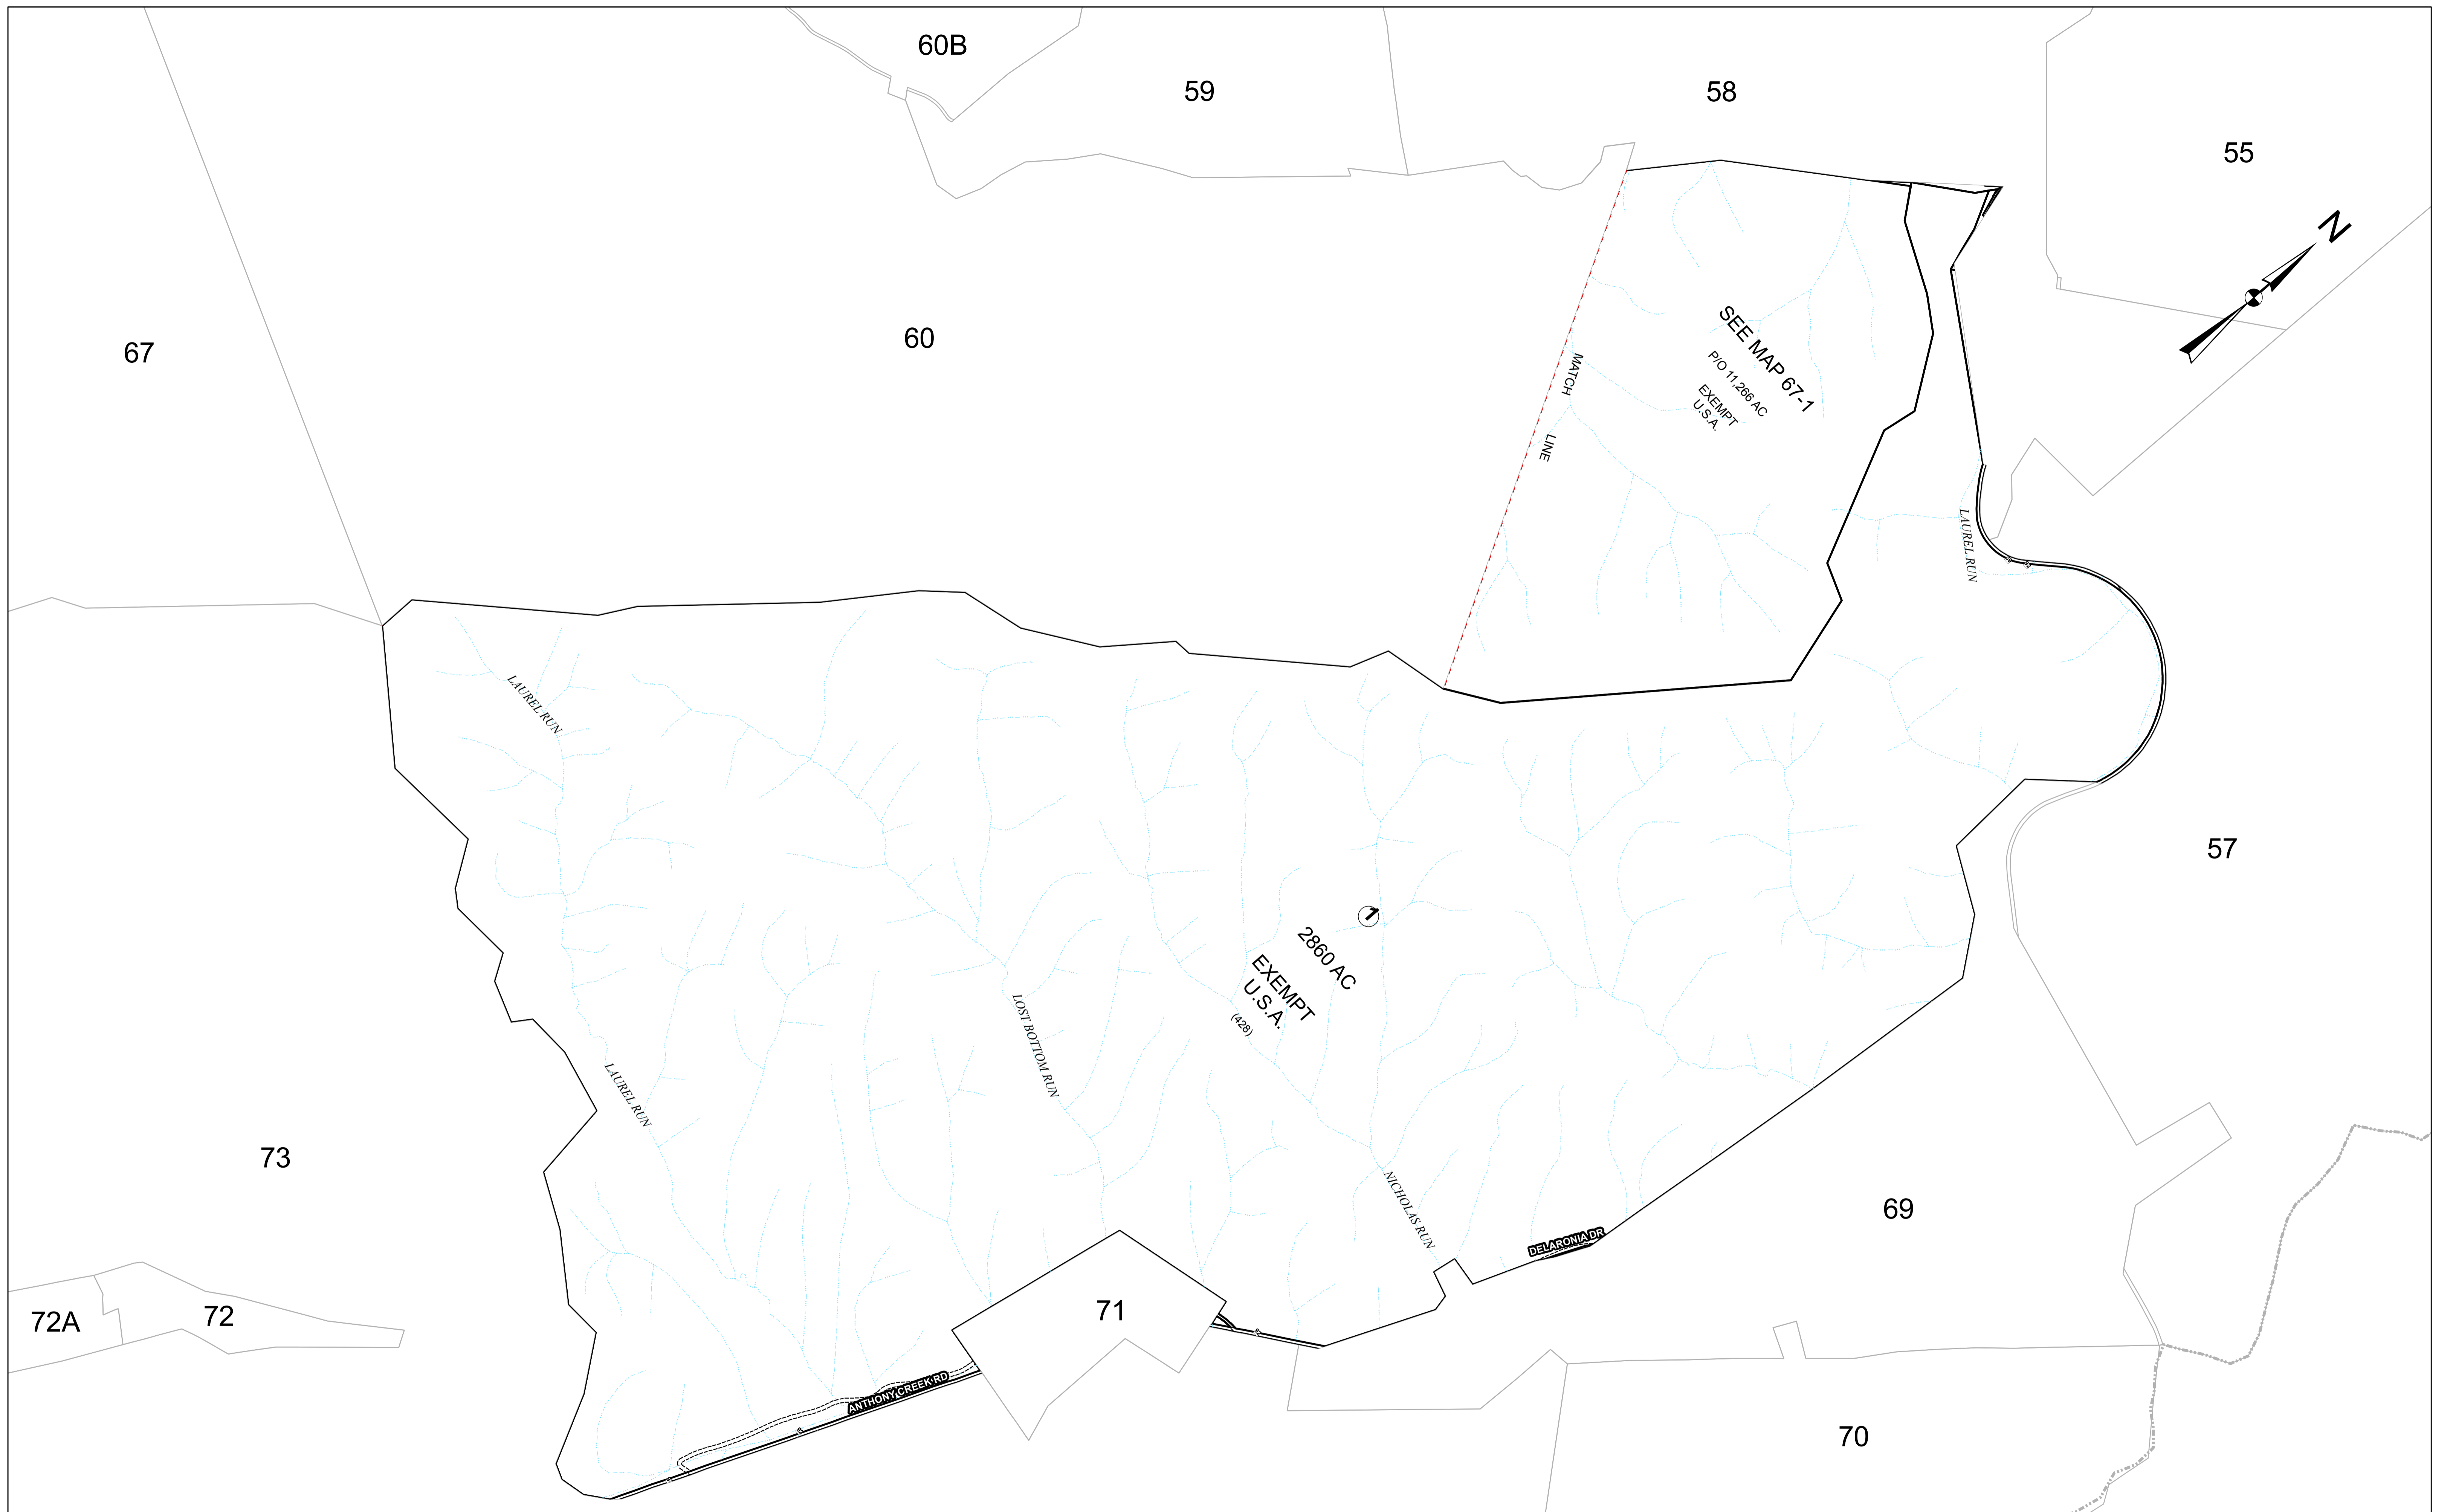 60B
59
58
55
N
67
60
SEE MAP 67-1
P/O 11,266 AC
EXEMPT
U.S.A.
MATCH
LINE
LAUREL RUN
LAUREL RUN
57
1
2860 AC
EXEMPT
U.S.A.
(428)
LOST BOTTOM RUN
LAUREL RUN
73
NICHOLAS RUN
69
DELARONIA DR
72A
72
71
ANTHONY CREEK RD
70